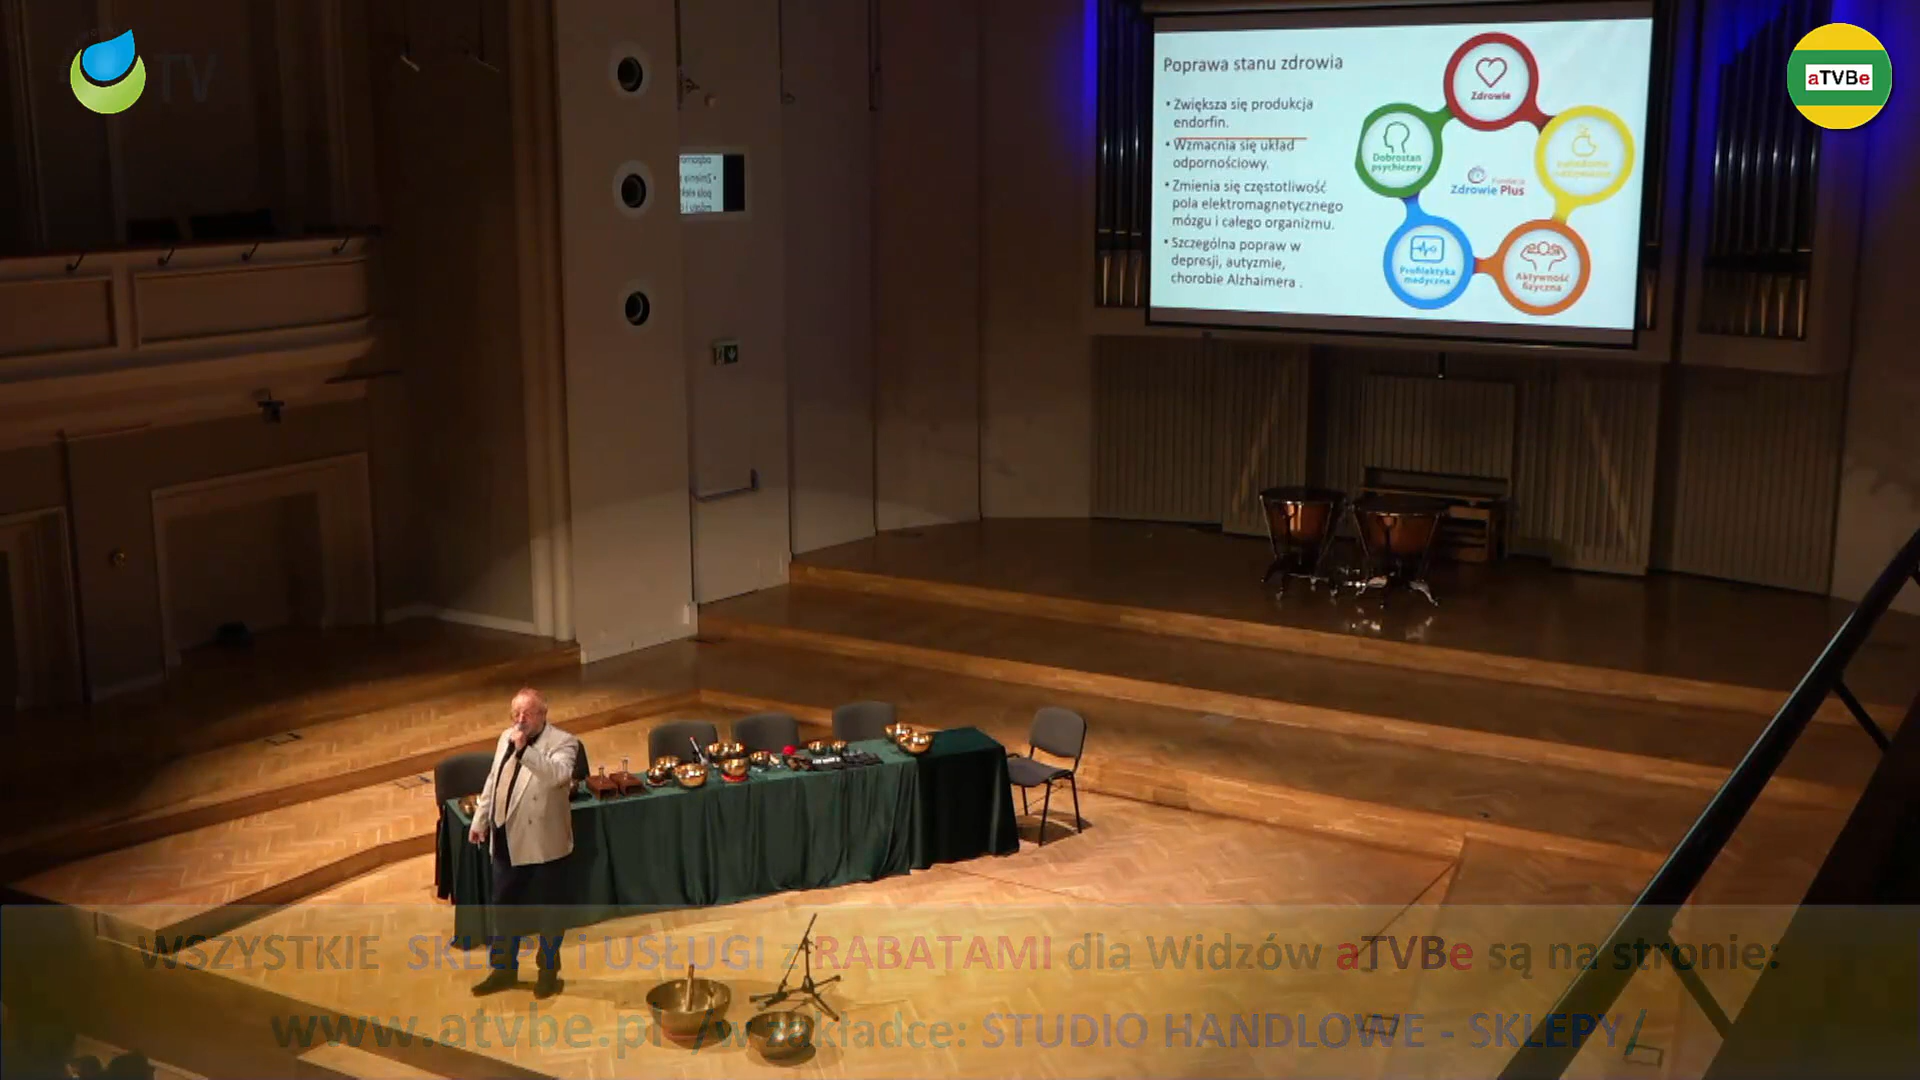 TV
aTVBe
Poprawa stanu zdrowia
• Zwiększa się produkcja
endorfin.
• Wzmacnia się układ
odpornościowy.
• Zmienia się częstotliwość
pola elektromagnetycznego
mózgu i całego organizmu.
• Szczególna popraw w
depresji, autyzmie,
chorobie Alzhaimera .
Zdrowie
Dobrostan
psychiczny
Fundacja
Zdrowie Plus
Profilaktyka
medyczna
Aktywność
fizyczna
WSZYSTKIE SKLEPY i USŁUGI z RABATAMI dla Widzów aTVBe są na stronie:
www.atvbe.pl /w zakładce: STUDIO HANDLOWE - SKLEPY/